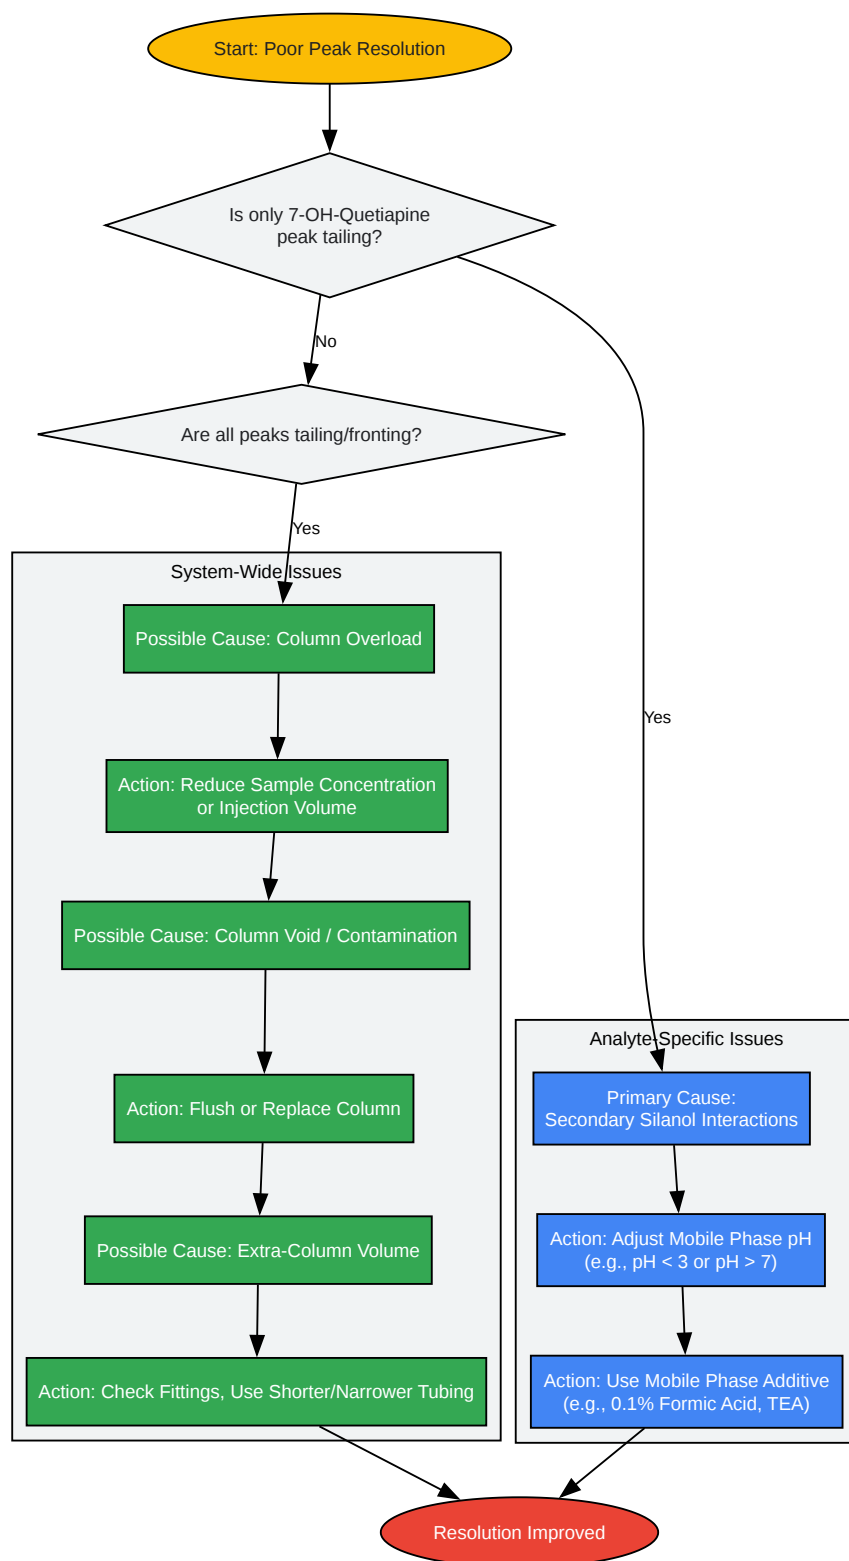 Start: Poor Peak Resolution
Is only 7-OH-Quetiapine
peak tailing?
No
Are all peaks tailing/fronting?
Yes
System-Wide Issues
Possible Cause: Column Overload
Action: Reduce Sample Concentration
or Injection Volume
Possible Cause: Column Void / Contamination
Action: Flush or Replace Column
Possible Cause: Extra-Column Volume
Action: Check Fittings, Use Shorter/Narrower Tubing
Yes
Analyte-Specific Issues
Primary Cause:
Secondary Silanol Interactions
Action: Adjust Mobile Phase pH
(e.g., pH < 3 or pH > 7)
Action: Use Mobile Phase Additive
(e.g., 0.1% Formic Acid, TEA)
Resolution Improved